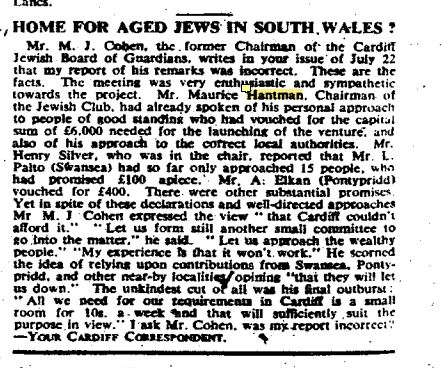 Lancs.
HOME FOR AGED JEWS IN SOUTH WALES ?
Mr. M. J. Cohen, the former Chairman of the Cardiff
Jewish Board of Guardians, writes in your issue of July 22
that my report of his remarks was incorrect. These are the
facts. The meeting was very enthusiastic and sympathetic
towards the project. Mr. Maurice Hantman, Chairman of
the Jewish Club, had already spoken of his personal approach
to people of good standing who had vouched for the capital
sum of £6,000 needed for the launching of the venture, and
also of his approach to the correct local authorities. Mr.
Henry Silver, who was in the chair, reported that Mr. L.
Palto (Swansea) had so far only approached 15 people, who
had promised £100 apiece. Mr. A. Elkan (Pontypridd)
vouched for £400. There were other substantial promises.
Yet in spite of these declarations and well-directed approaches
Mr M. J Cohen expressed the view " that Cardiff couldn't
afford it." " Let us form still another small committee to
go into the matter," he said. " Let us approach the wealthy
people." "My experience is that it won't work." He scorned
the idea of relying upon contributions from Swansea, Ponty-
pridd, and other near-by localities, opining "that they will let
us down." The unkindest cut of all was his final outburst:
" All we need for our requirements in Cardiff is a small
room for 10s. a week and that will sufficiently suit the
purpose in view." I ask Mr. Cohen, was my report incorrect?
—YOUR CARDIFF CORRESPONDENT.